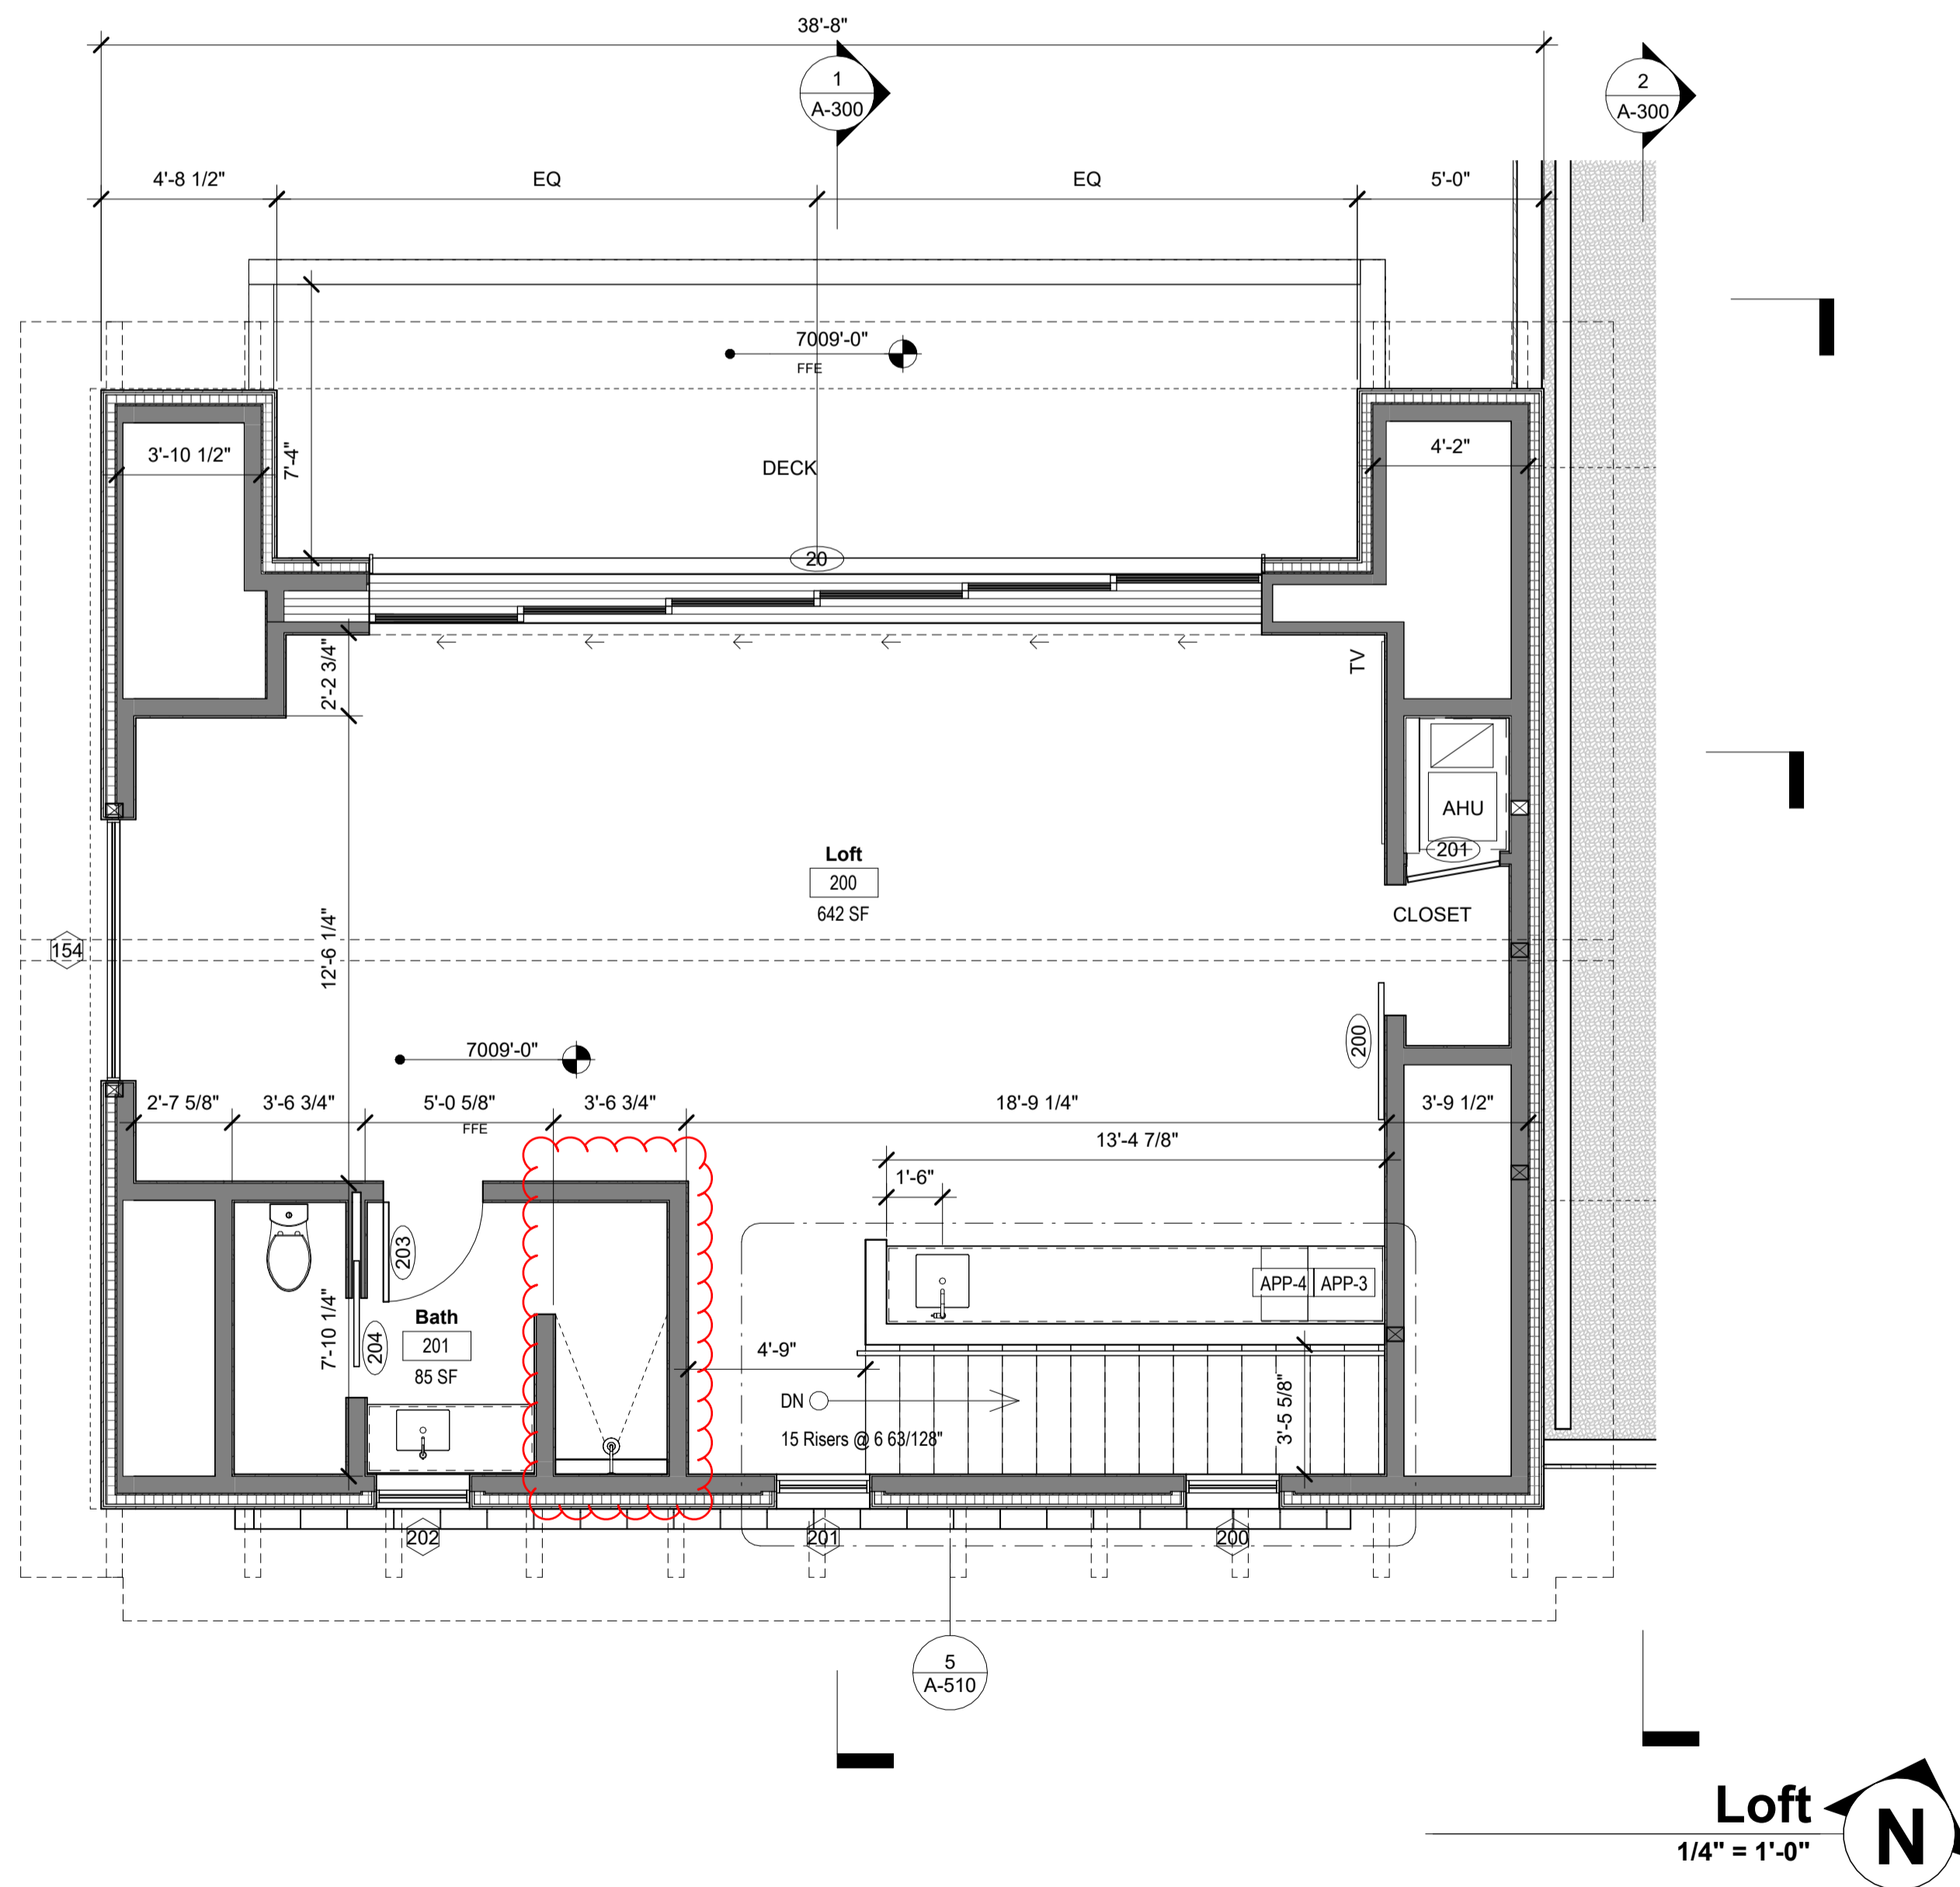 38'-8"
1
A-300
2
A-300
4'-8 1/2"
EQ
EQ
5'-0"
7009'-0"
FFE
3'-10 1/2"
7'-4"
DECK
4'-2"
20
2'-2 3/4"
TV
AHU
201
Loft
200
642 SF
CLOSET
154
12'-6 1/4"
200
7009'-0"
2'-7 5/8"
3'-6 3/4"
5'-0 5/8"
3'-6 3/4"
18'-9 1/4"
3'-9 1/2"
FFE
13'-4 7/8"
1'-6"
203
APP-4
APP-3
Bath
201
85 SF
204
7'-10 1/4"
4'-9"
DN
3'-5 5/8"
15 Risers @ 6 63/128"
202
201
200
5
A-510
Loft
1/4" = 1'-0"
N